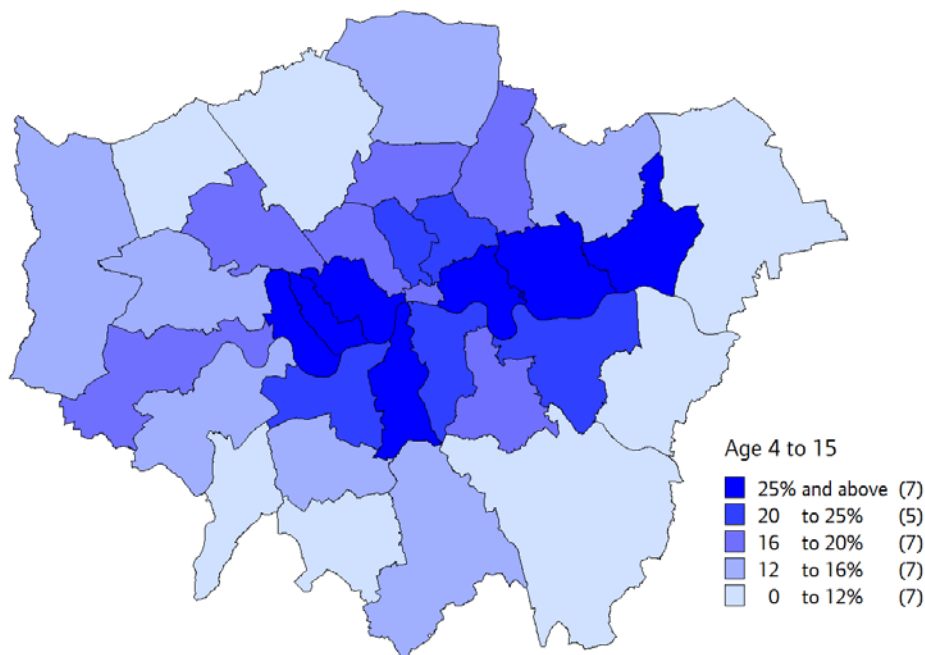 Age 4 to 15
25% and above (7)
20 to 25% (5)
16 to 20% (7)
12 to 16% (7)
0 to 12% (7)